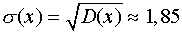 σ(x) = √D(x) ≈ 1,85